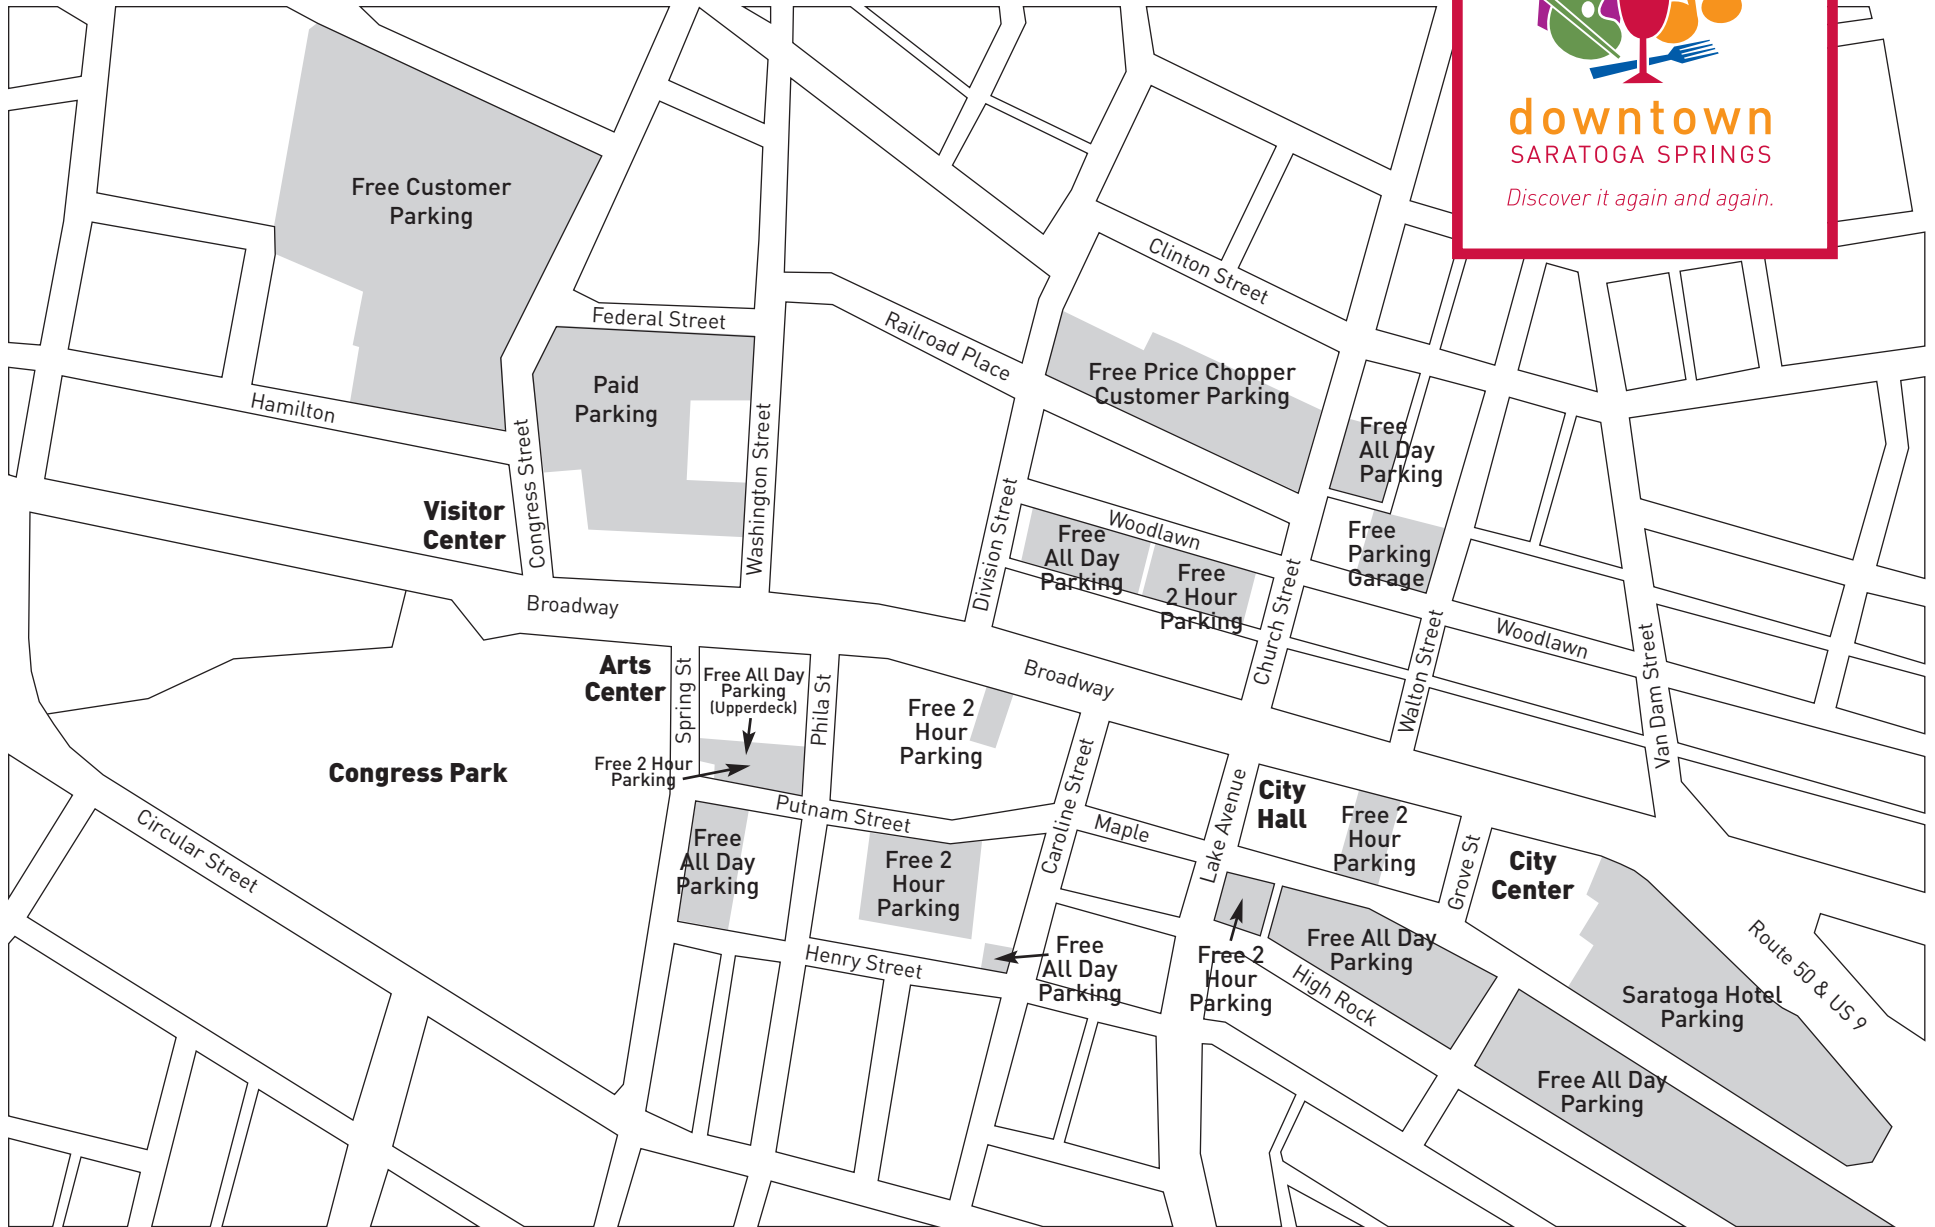 downtown
SARATOGA SPRINGS
Discover it again and again.
Free Customer
Parking
Clinton Street
Federal Street
Railroad Place
Paid
Parking
Free Price Chopper
Customer Parking
Hamilton
Congress Street
Washington Street
Free
All Day
Parking
Visitor
Center
Division Street
Woodlawn
Free
All Day
Parking
Free
2 Hour
Parking
Free
Parking
Garage
Church Street
Walton Street
Woodlawn
Van Dam Street
Broadway
Arts
Center
Spring St
Free All Day
Parking
(Upperdeck)
Phila St
Broadway
Free 2
Hour
Parking
Free 2 Hour
Parking
Congress Park
Putnam Street
Caroline Street
Maple
Lake Avenue
City
Hall
Free 2
Hour
Parking
Grove St
City
Center
Circular Street
Free
All Day
Parking
Free 2
Hour
Parking
Henry Street
Free
All Day
Parking
Free 2
Hour
Parking
Free All Day
Parking
High Rock
Route 50 & US 9
Saratoga Hotel
Parking
Free All Day
Parking